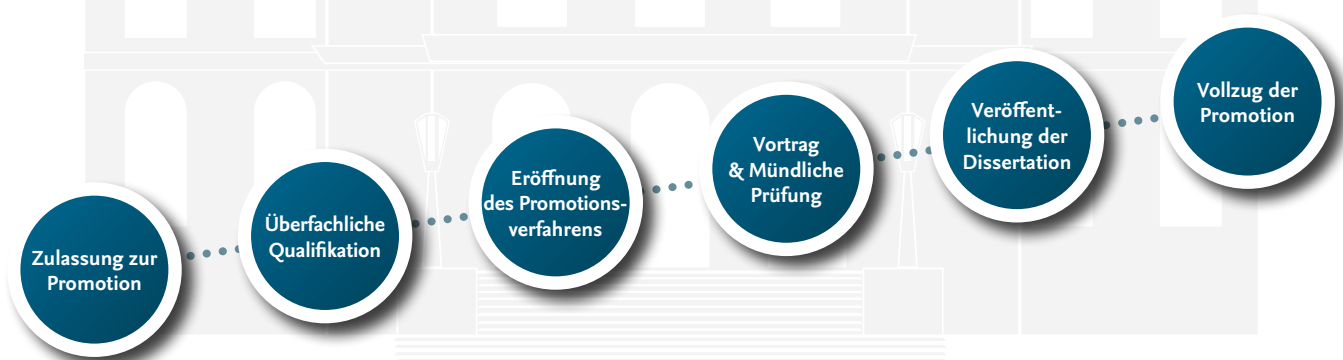 Zulassung zur
Promotion
Überfachliche
Qualifikation
Eröffnung
des Promotions-
verfahrens
Vortrag
& Mündliche
Prüfung
Veröffent-
lichung der
Dissertation
Vollzug der
Promotion